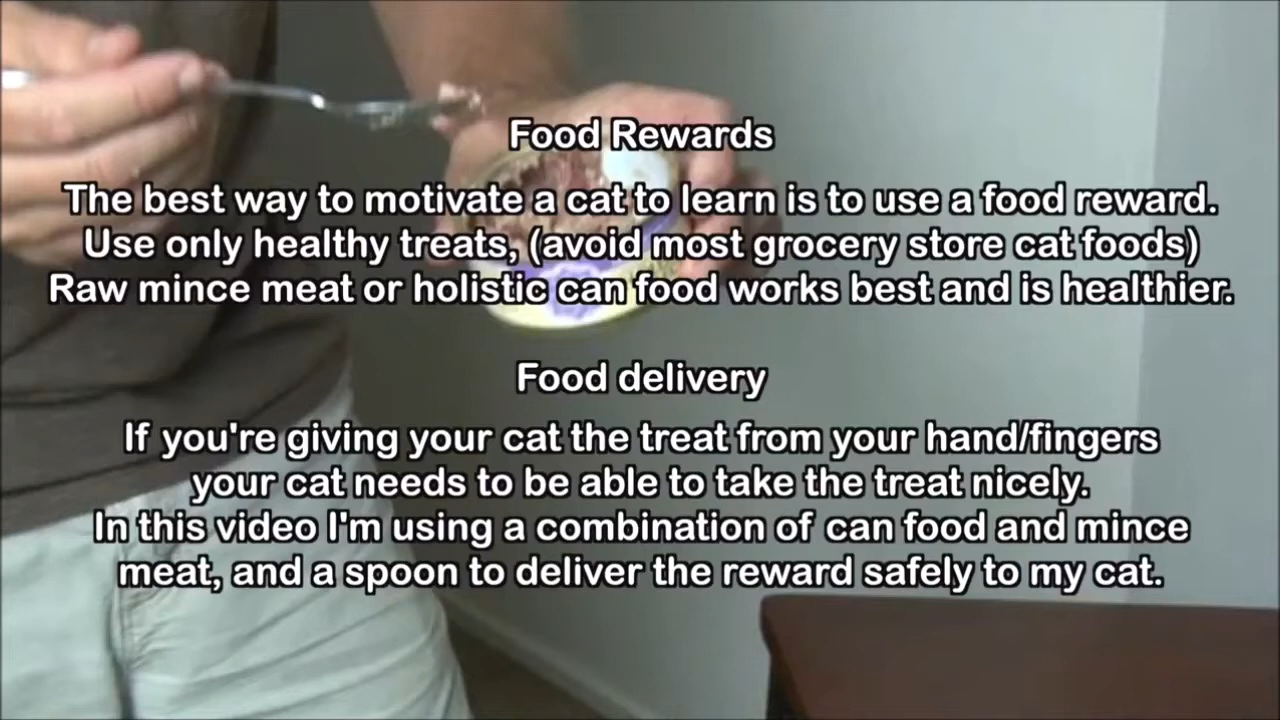 Food Rewards
The best way to motivate a cat to learn is to use a food reward.
Use only healthy treats, (avoid most grocery store cat foods)
Raw mince meat or holistic can food works best and is healthier.
Food delivery
If you're giving your cat the treat from your hand/fingers
your cat needs to be able to take the treat nicely.
In this video I'm using a combination of can food and mince
meat, and a spoon to deliver the reward safely to my cat.